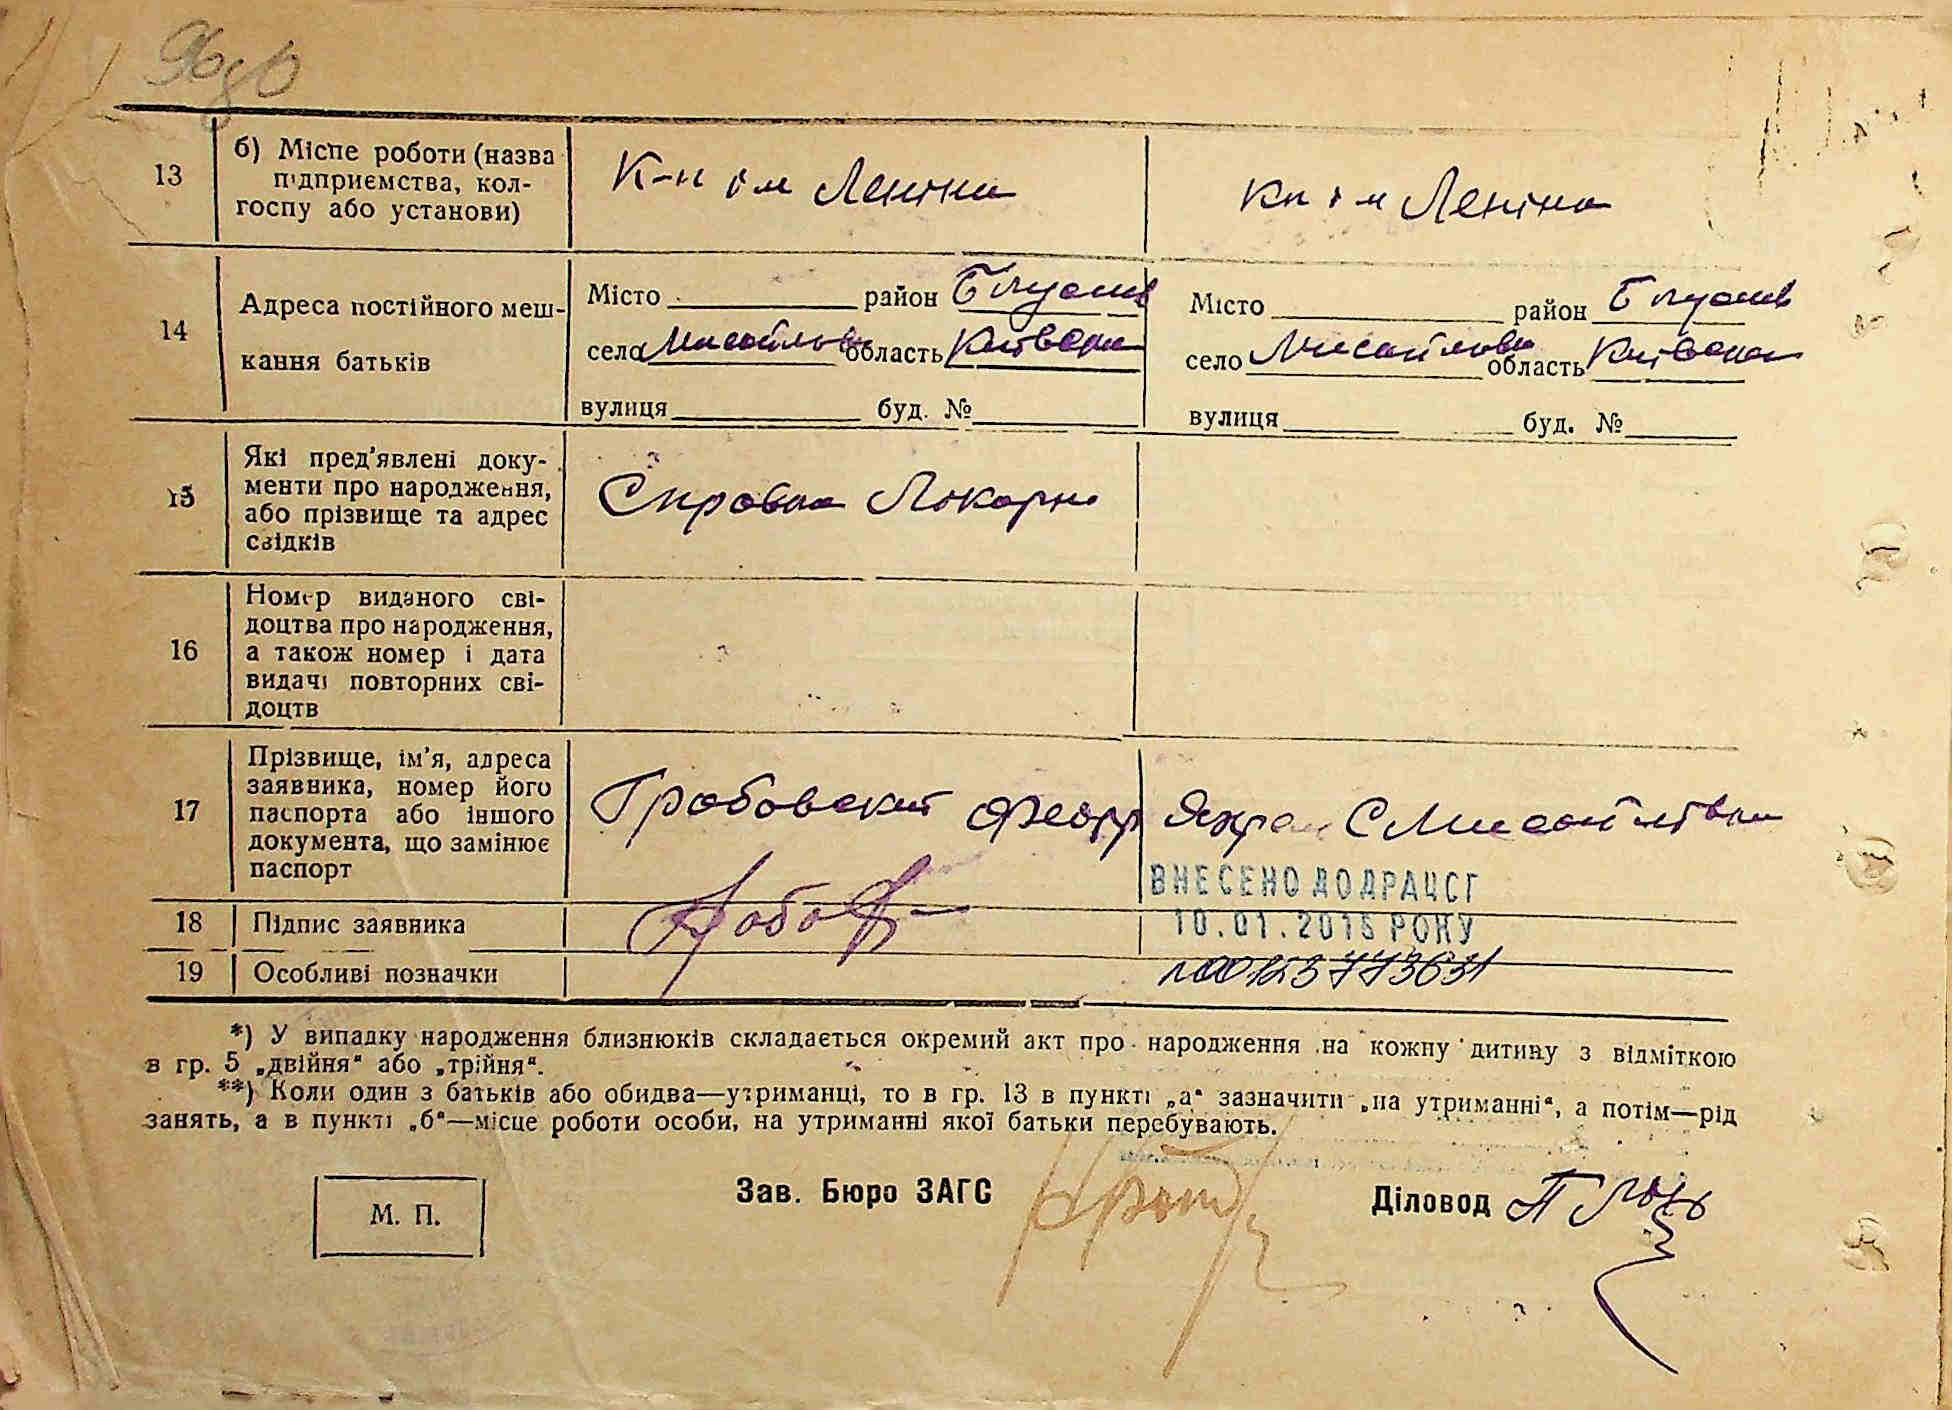 13
б) Місце роботи (назва
підприємства, кол-
госпу або установи)
К-п ім Леніна
Кп ім Леніна
14
Адреса постійного меш-
кання батьків
Місто район
село область
вулиця буд. №
Місто район
село область
вулиця буд. №
15
Які пред'явлені доку-
менти про народження,
або прізвище та адрес
свідків
Справка
16
Номер виданого сві-
доцтва про народження,
а також номер і дата
видачі повторних сві-
доцтв
17
Прізвище, ім'я, адреса
заявника, номер його
паспорта або іншого
документа, що замінює
паспорт
Грабовский
ВНЕСЕНО ДО ДРАЦСГ
18
Підпис заявника
10.01.2015 РОКУ
19
Особливі позначки
*) У випадку народження близнюків складається окремий акт про народження на кожну дитину з відміткою
в гр. 5 „двійня“ або „трійня“.
**) Коли один з батьків або обидва—утриманці, то в гр. 13 в пункті „а“ зазначити „на утриманні“, а потім—рід
занять, а в пункті „б“—місце роботи особи, на утриманні якої батьки перебувають.
М. П.
Зав. Бюро ЗАГС
Діловод